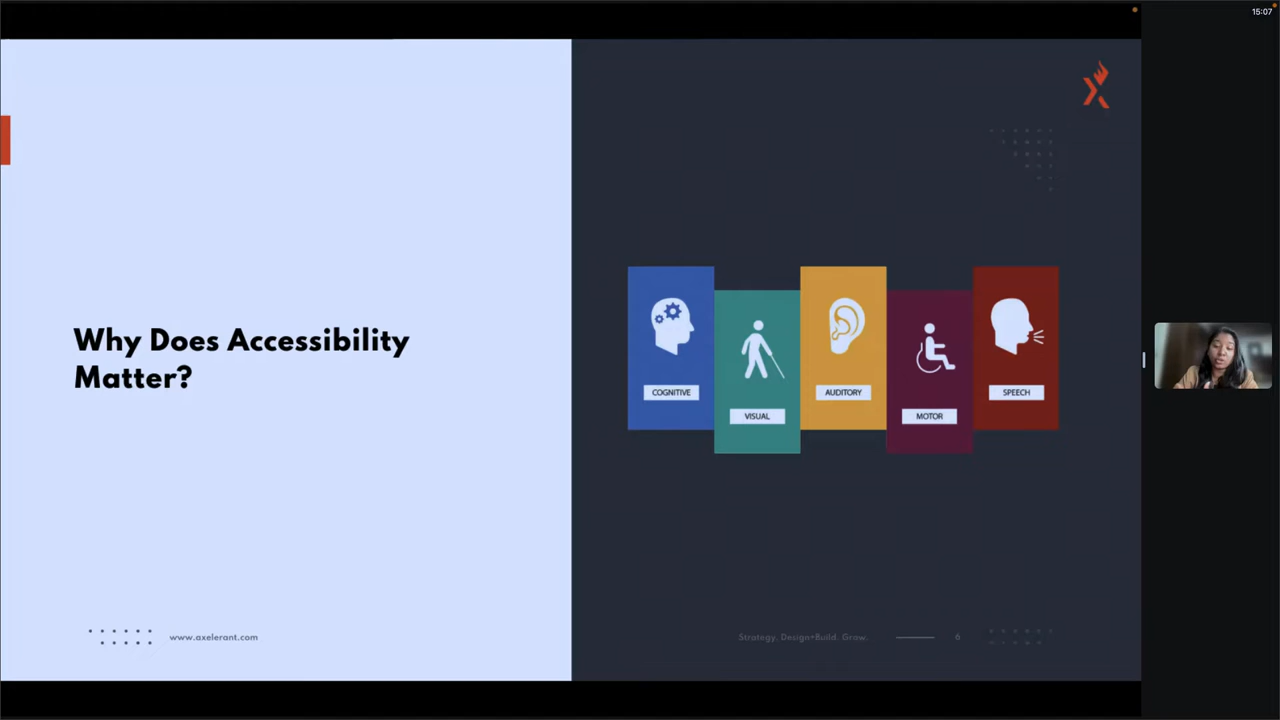 15:07
Why Does Accessibility
Matter?
COGNITIVE
VISUAL
AUDITORY
MOTOR
SPEECH
www.axelerant.com
Strategy. Design+Build. Grow.
6